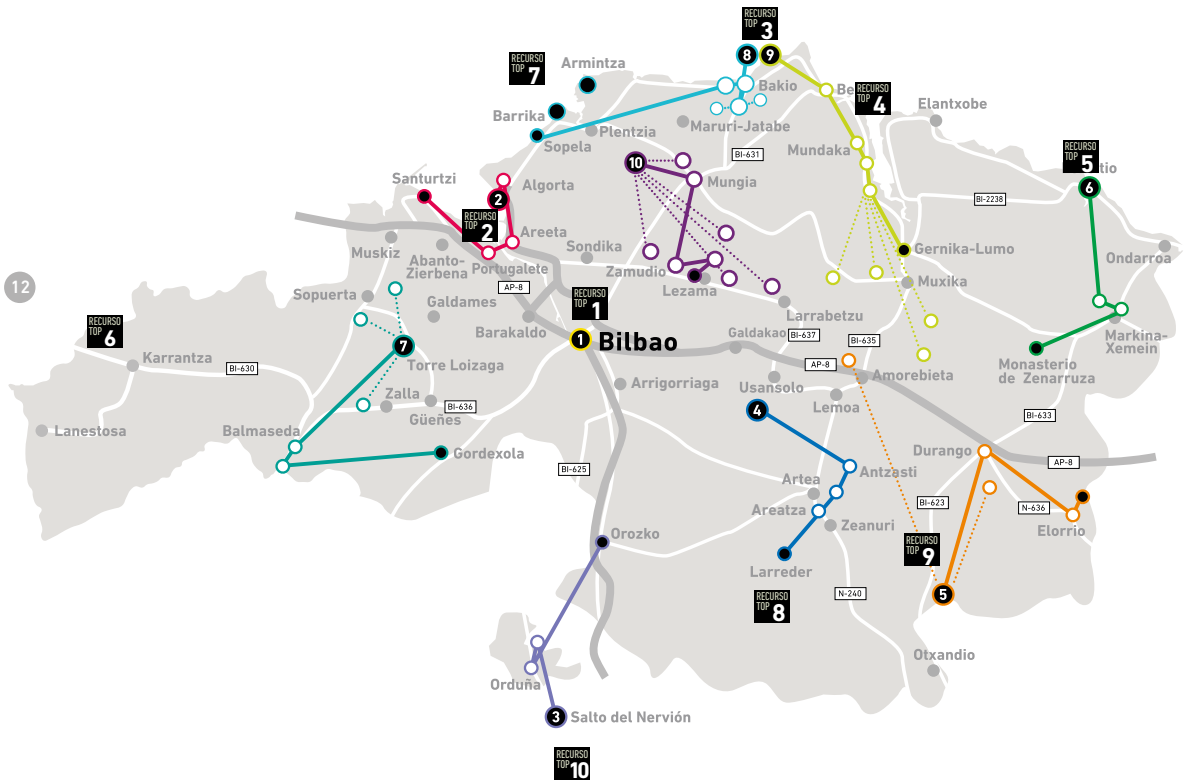 RECURSO
TOP 3
8
9
RECURSO
TOP 7
Armintza
Bakio
Be
RECURSO
TOP 4
Elantxobe
Barrika
Plentzia
Maruri-Jatabe
Sopela
BI-631
Mundaka
RECURSO
TOP 5
tio
6
10
Mungia
Santurtzi
Algorta
2
BI-2238
RECURSO
TOP 2
Areeta
Sondika
Gernika-Lumo
Ondarroa
Muskiz
Abanto-
Zierbena
Portugalete
Zamudio
Lezama
Muxika
12
Sopuerta
AP-8
Galdames
RECURSO
TOP 1
Larrabetzu
Barakaldo
1
Bilbao
Galdakao
BI-637
BI-635
Markina-
Xemein
RECURSO
TOP 6
Karrantza
7
Torre Loizaga
BI-630
AP-8
Amorebieta
Monasterio
de Zenarruza
Arrigorriaga
Usansolo
Lemoa
Zalla
Güeñes
BI-636
4
BI-633
Lanestosa
Balmaseda
Gordexola
Durango
AP-8
BI-625
Artea
Antzasti
Areatza
BI-623
N-636
Zeanuri
Elorrio
Orozko
RECURSO
TOP 9
Larreder
RECURSO
TOP 8
N-240
5
Otxandio
Orduña
3
Salto del Nervión
RECURSO
TOP 10